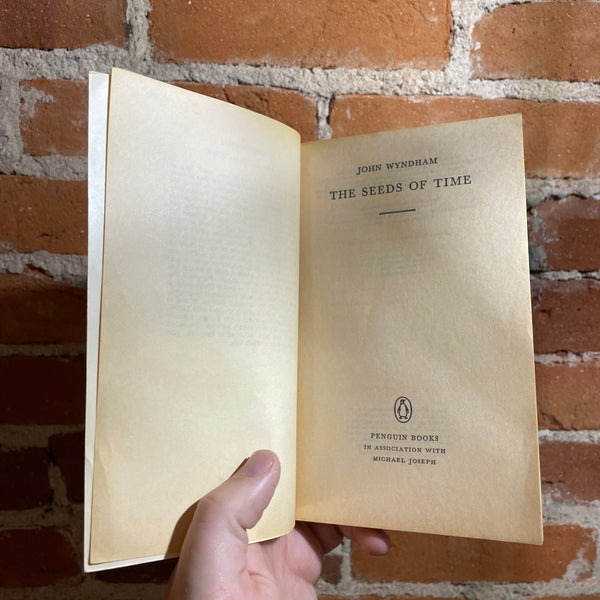 JOHN WYNDHAM
THE SEEDS OF TIME
PENGUIN BOOKS
IN ASSOCIATION WITH
MICHAEL JOSEPH